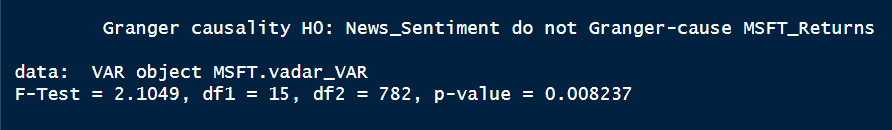 Granger causality H0: News_Sentiment do not Granger-cause MSFT_Returns
data:  VAR object MSFT.vadar_VAR
F-Test = 2.1049, df1 = 15, df2 = 782, p-value = 0.008237